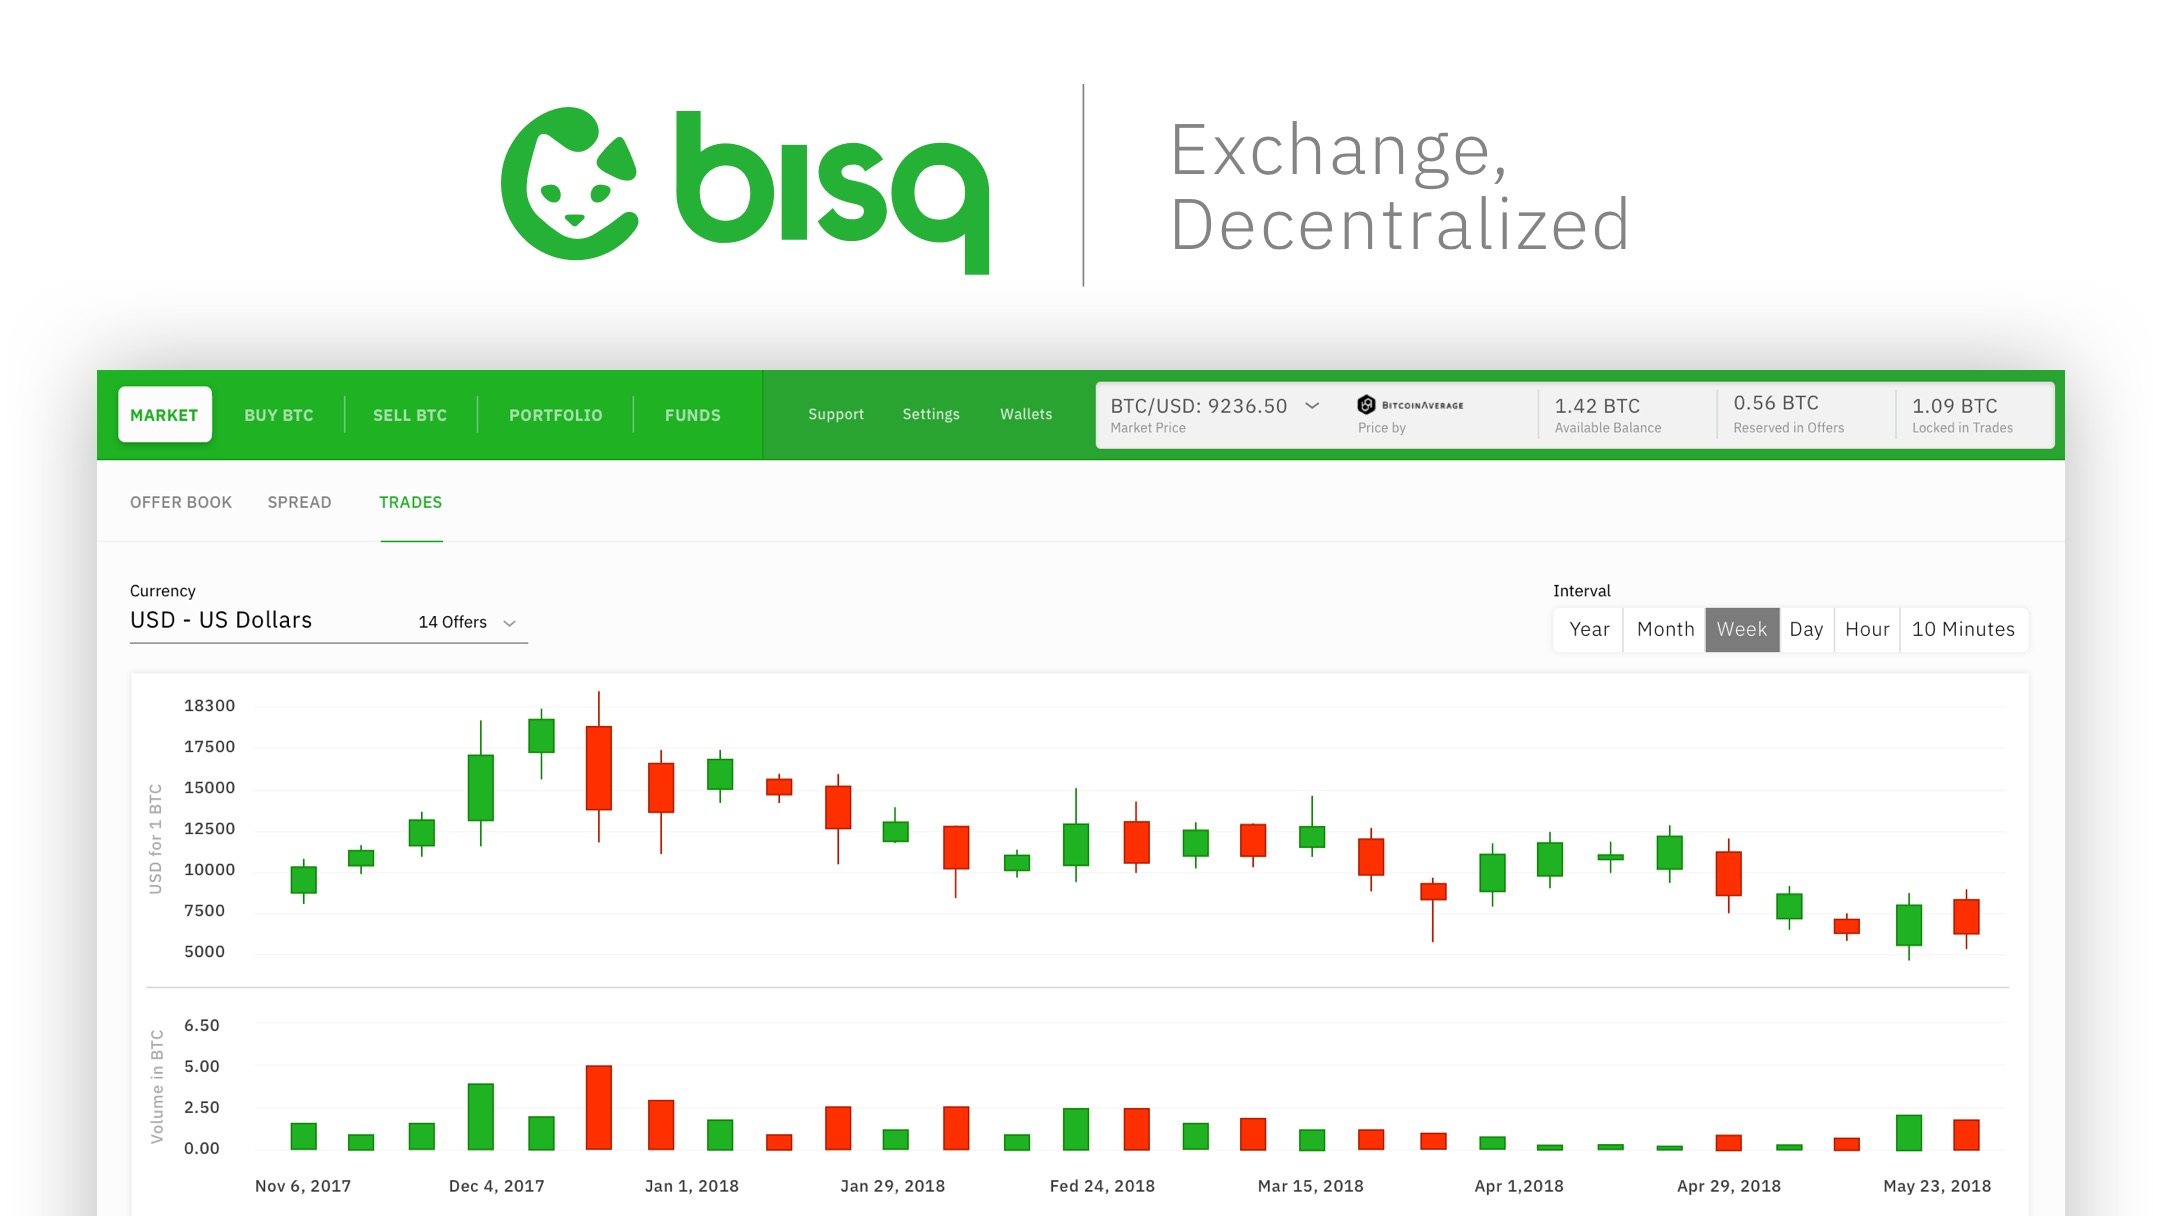 bisq
Exchange,
Decentralized
MARKET BUY BTC SELL BTC PORTFOLIO FUNDS Support Settings Wallets
BTC/USD: 9236.50 BITCOINAVERAGE 1.42 BTC 0.56 BTC 1.09 BTC
Market Price Price by Available Balance Reserved in Offers Locked in Trades
OFFER BOOK SPREAD TRADES
Currency
USD - US Dollars 14 Offers
Interval
Year Month Week Day Hour 10 Minutes
USD for 1 BTC
18300
17500
15000
12500
10000
7500
5000
Volume in BTC
6.50
5.00
2.50
0.00
Nov 6, 2017 Dec 4, 2017 Jan 1, 2018 Jan 29, 2018 Fed 24, 2018 Mar 15, 2018 Apr 1,2018 Apr 29, 2018 May 23, 2018